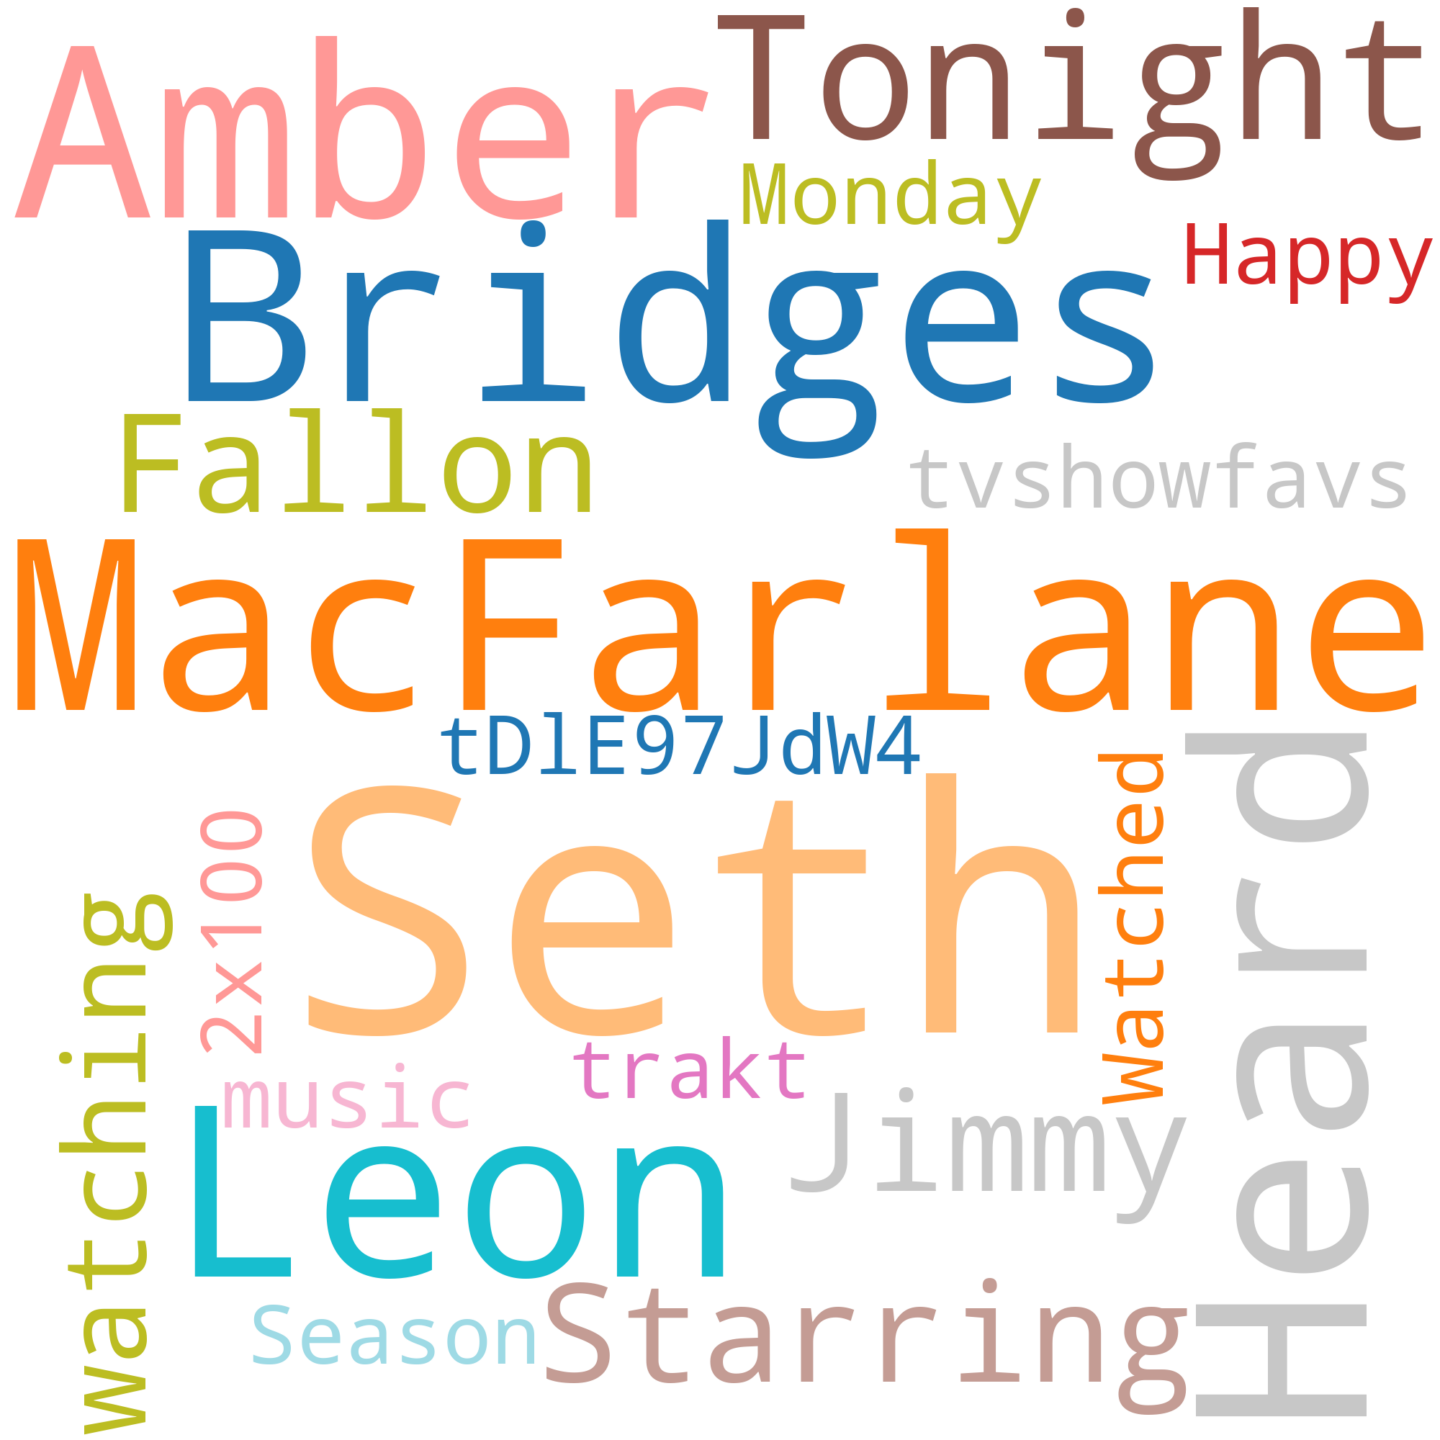 Amber
Tonight
Monday
Happy
Bridges
Fallon
tvshowfavs
MacFarlane
tDlE97JdW4
Seth
Watched
Heard
2x100
watching
trakt
music
Jimmy
Leon
Season
Starring